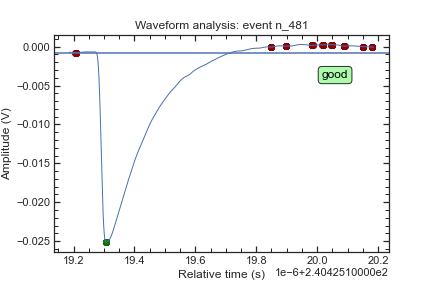 Waveform analysis: event n_481
0.000
−0.005
−0.010
−0.015
−0.020
−0.025
Amplitude (V)
good
19.2 19.4 19.6 19.8 20.0 20.2
Relative time (s)
1e−6+2.4042510000e2